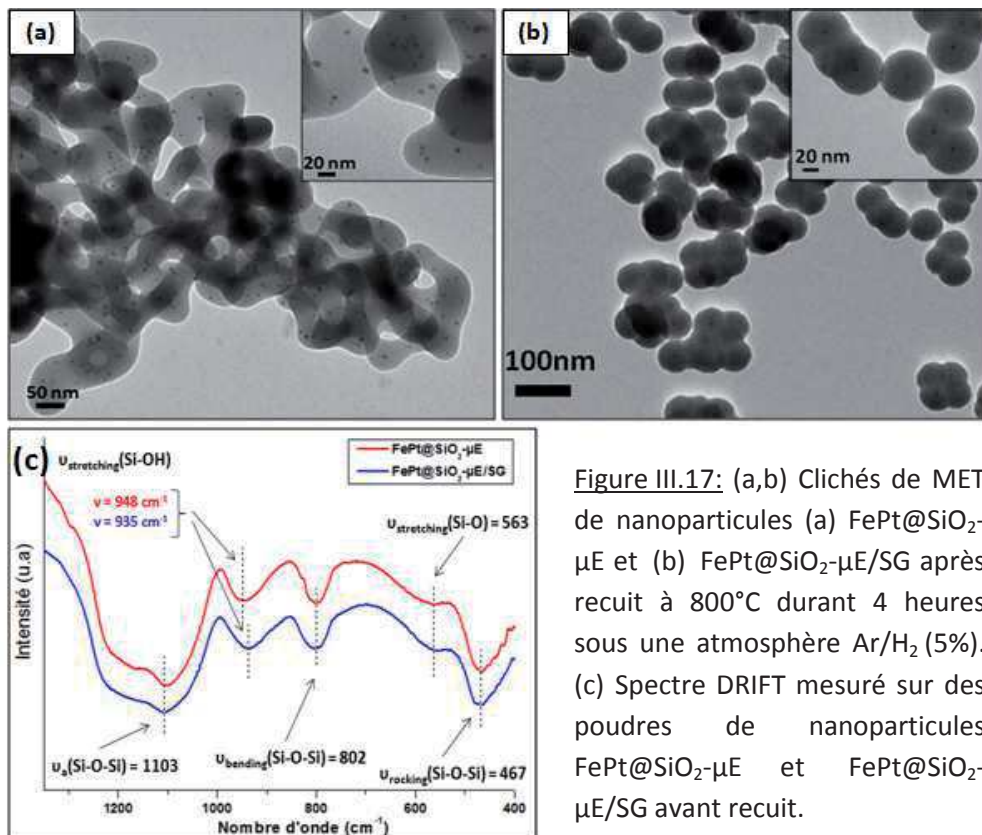 (a)
20 nm
50 nm
(b)
20 nm
100nm
(c)
υstretching(Si-OH)
FePt@SiO₂-µE
FePt@SiO₂-µE/SG
ν = 948 cm⁻¹
ν = 935 cm⁻¹
υstretching(Si-O) = 563
υa(Si-O-Si) = 1103
υbending(Si-O-Si) = 802
υrocking(Si-O-Si) = 467
Intensité (u.a)
1200 1000 800 600 400
Nombre d'onde (cm⁻¹)
Figure III.17: (a,b) Clichés de MET
de nanoparticules (a) FePt@SiO₂-
µE et (b) FePt@SiO₂-µE/SG après
recuit à 800°C durant 4 heures
sous une atmosphère Ar/H₂ (5%).
(c) Spectre DRIFT mesuré sur des
poudres de nanoparticules
FePt@SiO₂-µE et FePt@SiO₂-
µE/SG avant recuit.